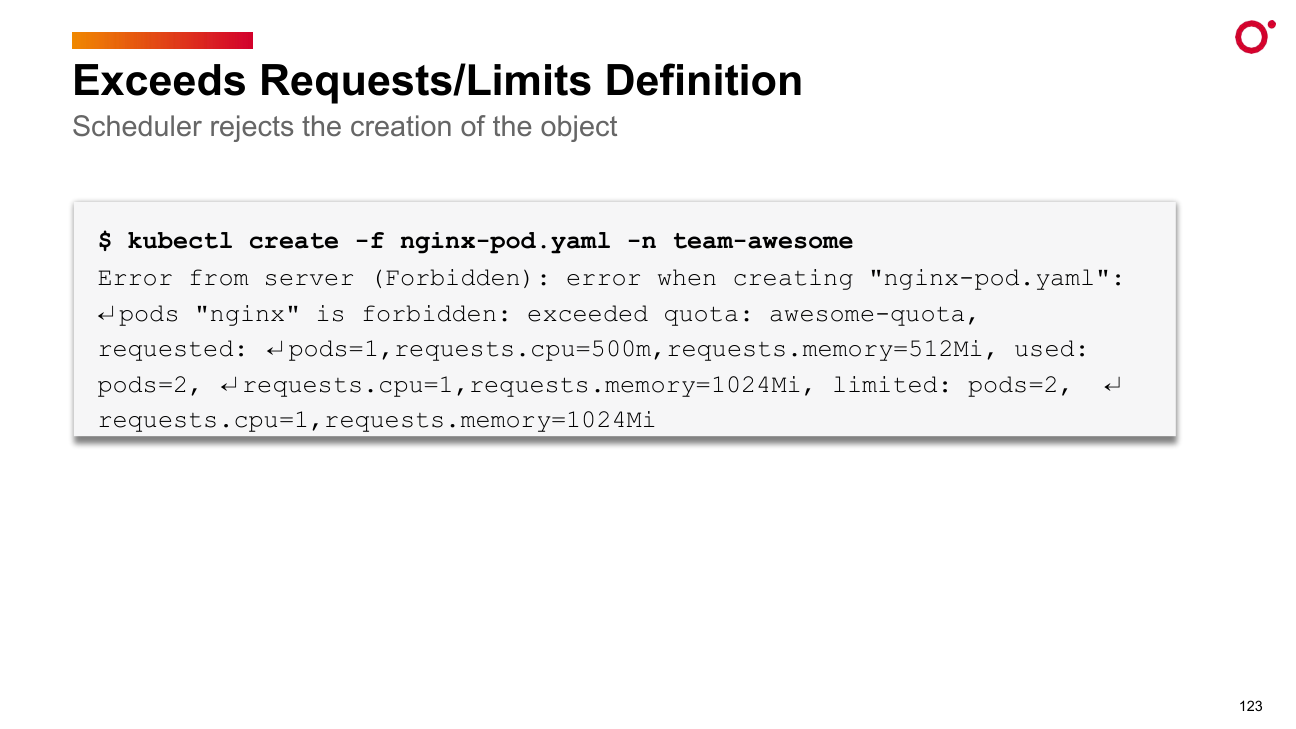 Exceeds Requests/Limits Definition
Scheduler rejects the creation of the object
$ kubectl create -f nginx-pod.yaml -n team-awesome
Error from server (Forbidden): error when creating "nginx-pod.yaml":
↵pods "nginx" is forbidden: exceeded quota: awesome-quota,
requested: ↵pods=1,requests.cpu=500m,requests.memory=512Mi, used:
pods=2, ↵requests.cpu=1,requests.memory=1024Mi, limited: pods=2, ↵
requests.cpu=1,requests.memory=1024Mi
123